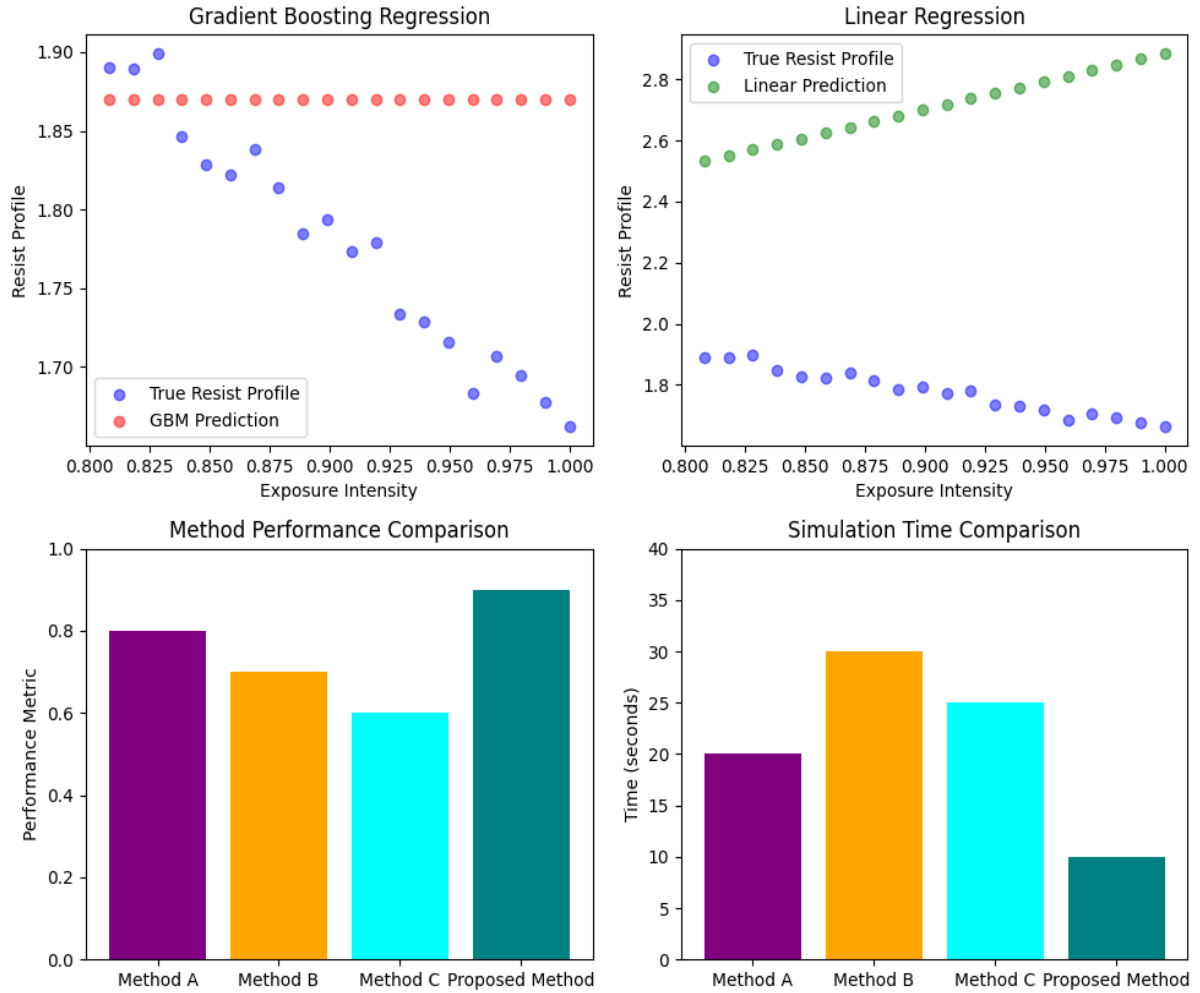 Gradient Boosting Regression
Resist Profile
1.90
1.85
1.80
1.75
1.70
True Resist Profile
GBM Prediction
0.800 0.825 0.850 0.875 0.900 0.925 0.950 0.975 1.000
Exposure Intensity
Linear Regression
Resist Profile
True Resist Profile
Linear Prediction
2.8
2.6
2.4
2.2
2.0
1.8
0.800 0.825 0.850 0.875 0.900 0.925 0.950 0.975 1.000
Exposure Intensity
Method Performance Comparison
Performance Metric
1.0
0.8
0.6
0.4
0.2
0.0
Method A Method B Method C Proposed Method
Simulation Time Comparison
Time (seconds)
40
35
30
25
20
15
10
5
0
Method A Method B Method C Proposed Method